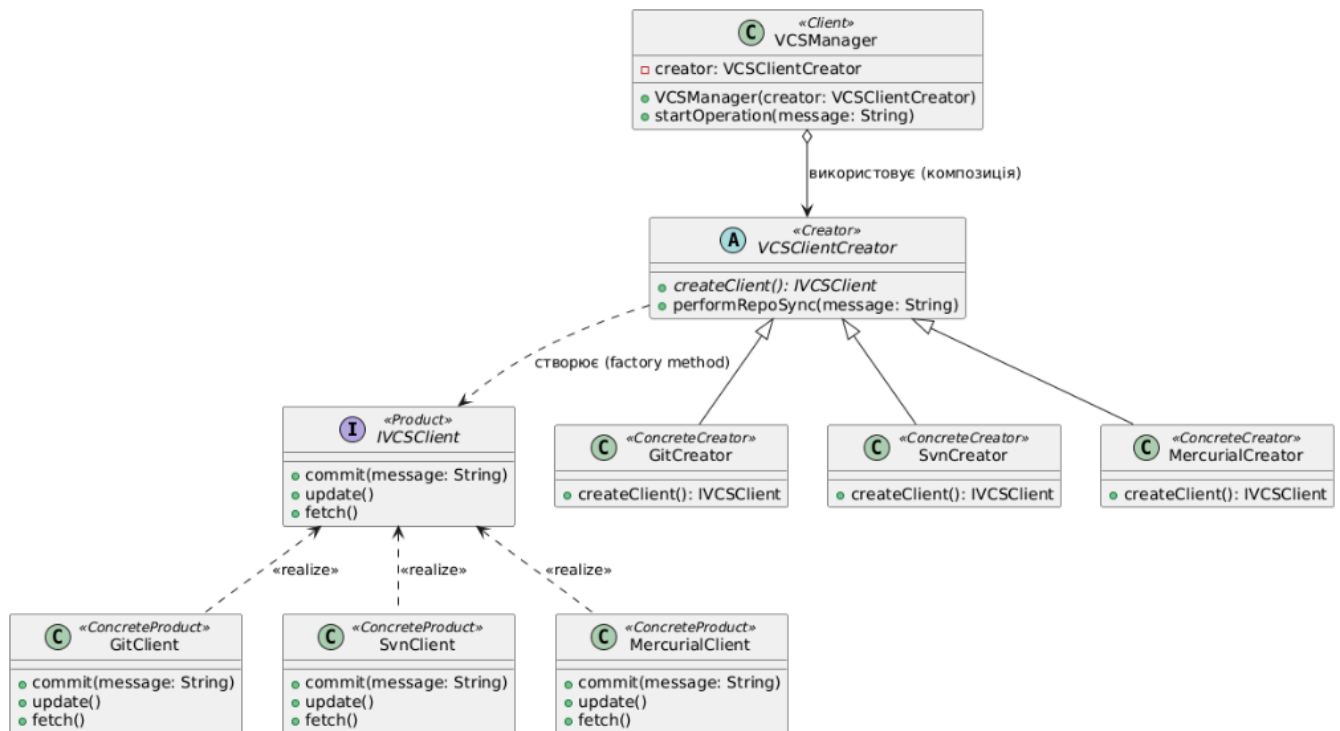 C «Client»
VCSManager
creator: VCSClientCreator
VCSManager(creator: VCSClientCreator)
startOperation(message: String)
використовує (композиція)
A «Creator»
VCSClientCreator
createClient(): IVCSClient
performRepoSync(message: String)
створює (factory method)
I «Product»
IVCSClient
commit(message: String)
update()
fetch()
C «ConcreteCreator»
GitCreator
createClient(): IVCSClient
C «ConcreteCreator»
SvnCreator
createClient(): IVCSClient
C «ConcreteCreator»
MercurialCreator
createClient(): IVCSClient
«realize»
«realize»
«realize»
C «ConcreteProduct»
GitClient
commit(message: String)
update()
fetch()
C «ConcreteProduct»
SvnClient
commit(message: String)
update()
fetch()
C «ConcreteProduct»
MercurialClient
commit(message: String)
update()
fetch()